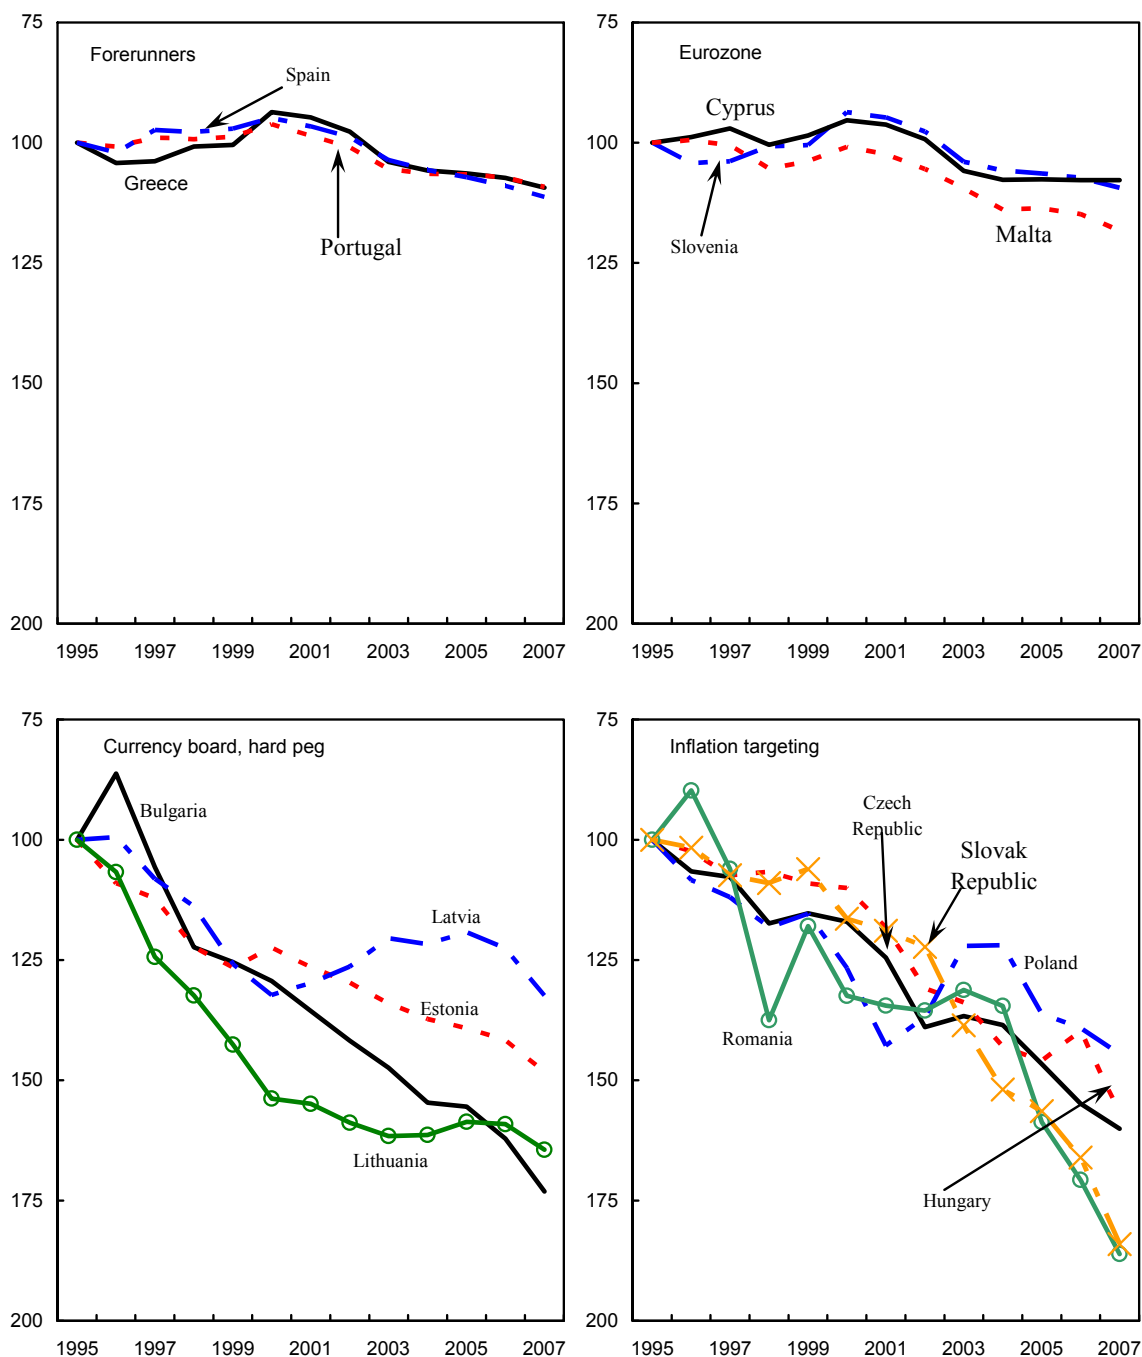 75
100
125
150
175
200
Forerunners
Spain
Greece
Portugal
1995 1997 1999 2001 2003 2005 2007
75
100
125
150
175
200
Eurozone
Cyprus
Slovenia
Malta
1995 1997 1999 2001 2003 2005 2007
75
100
125
150
175
200
Currency board, hard peg
Bulgaria
Latvia
Estonia
Lithuania
1995 1997 1999 2001 2003 2005 2007
75
100
125
150
175
200
Inflation targeting
Czech
Republic
Slovak
Republic
Poland
Romania
Hungary
1995 1997 1999 2001 2003 2005 2007